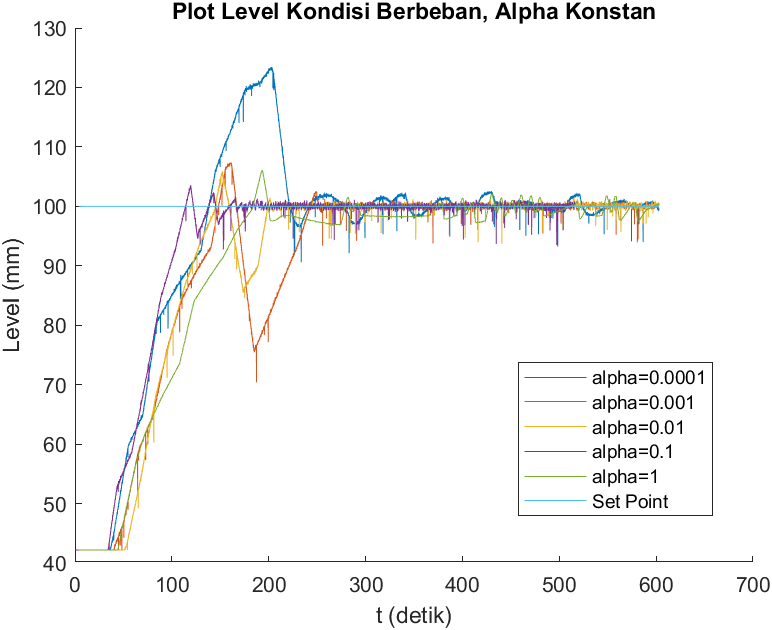 Plot Level Kondisi Berbeban, Alpha Konstan
130
120
110
100
90
80
70
60
50
40
Level (mm)
alpha=0.0001
alpha=0.001
alpha=0.01
alpha=0.1
alpha=1
Set Point
0 100 200 300 400 500 600 700
t (detik)